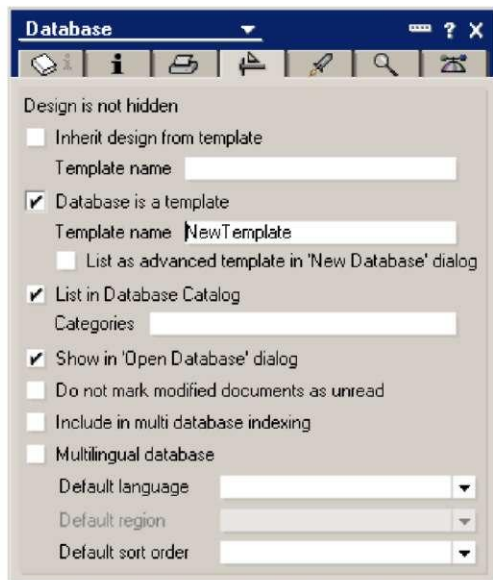 Database ?  X
i i
Design is not hidden
Inherit design from template
Template name
Database is a template
Template name NewTemplate
List as advanced template in 'New Database' dialog
List in Database Catalog
Categories
Show in 'Open Database' dialog
Do not mark modified documents as unread
Include in multi database indexing
Multilingual database
Default language
Default region
Default sort order